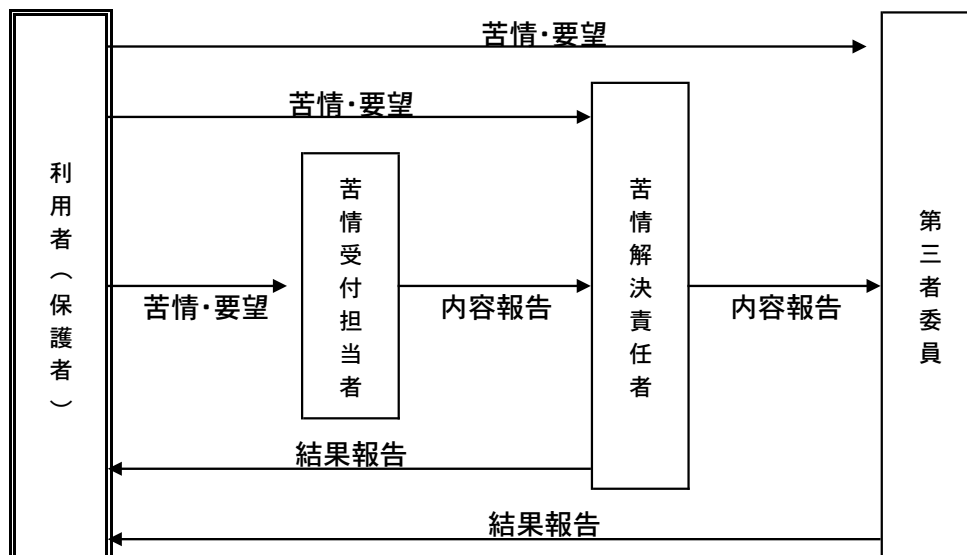 苦情・要望
苦情・要望
利用者(保護者)
苦情受付担当者
苦情解決責任者
第三者委員
苦情・要望
内容報告
内容報告
結果報告
結果報告